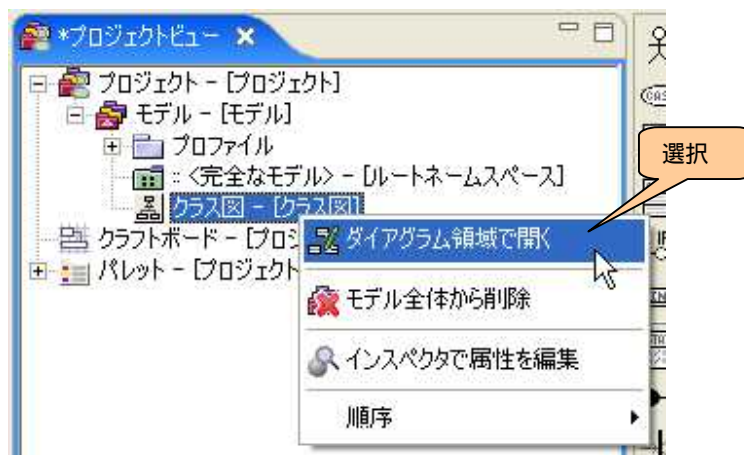 *プロジェクトビュー
プロジェクト - [プロジェクト]
モデル - [モデル]
プロファイル
:: <完全なモデル> - [ルートネームスペース]
クラス図 - [クラス図]
クラフトボード - [プロジ
パレット - [プロジェクト
ダイアグラム領域で開く
モデル全体から削除
インスペクタで属性を編集
順序
選択